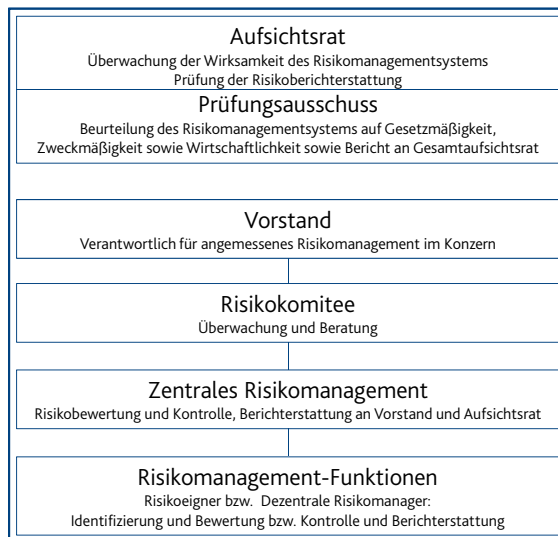 Aufsichtsrat
Überwachung der Wirksamkeit des Risikomanagementsystems
Prüfung der Risikoberichterstattung
Prüfungsausschuss
Beurteilung des Risikomanagementsystems auf Gesetzmäßigkeit,
Zweckmäßigkeit sowie Wirtschaftlichkeit sowie Bericht an Gesamtaufsichtsrat
Vorstand
Verantwortlich für angemessenes Risikomanagement im Konzern
Risikokomitee
Überwachung und Beratung
Zentrales Risikomanagement
Risikobewertung und Kontrolle, Berichterstattung an Vorstand und Aufsichtsrat
Risikomanagement-Funktionen
Risikoeigner bzw. Dezentrale Risikomanager:
Identifizierung und Bewertung bzw. Kontrolle und Berichterstattung